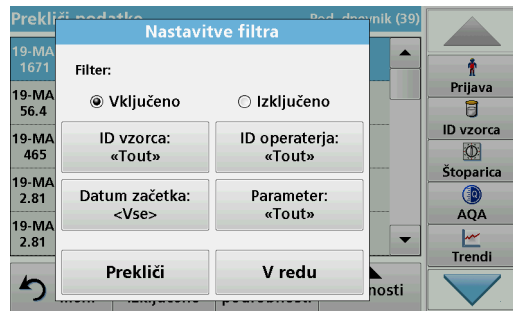 Prekliči podatke Pod. dnevnik (39)
Nastavitve filtra
19-MA
1671
19-MA
56.4
19-MA
465
19-MA
2.81
19-MA
2.81
Filter:
Vključeno
Izključeno
ID vzorca:
«Tout»
ID operaterja:
«Tout»
Datum začetka:
<Vse>
Parameter:
«Tout»
Prekliči
V redu
Prijava
ID vzorca
Štoparica
AQA
Trendi